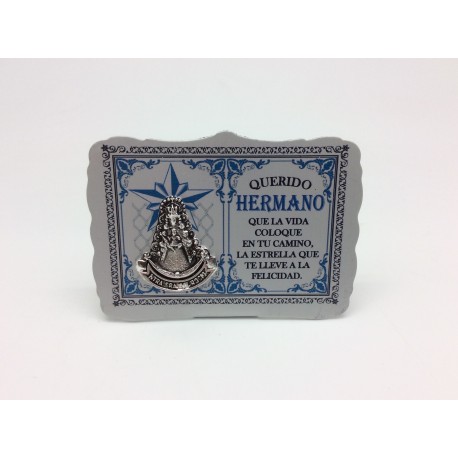 QUERIDO
HERMANO
QUE LA VIDA
COLOQUE
EN TU CAMINO,
LA ESTRELLA QUE
TE LLEVE A LA
FELICIDAD.